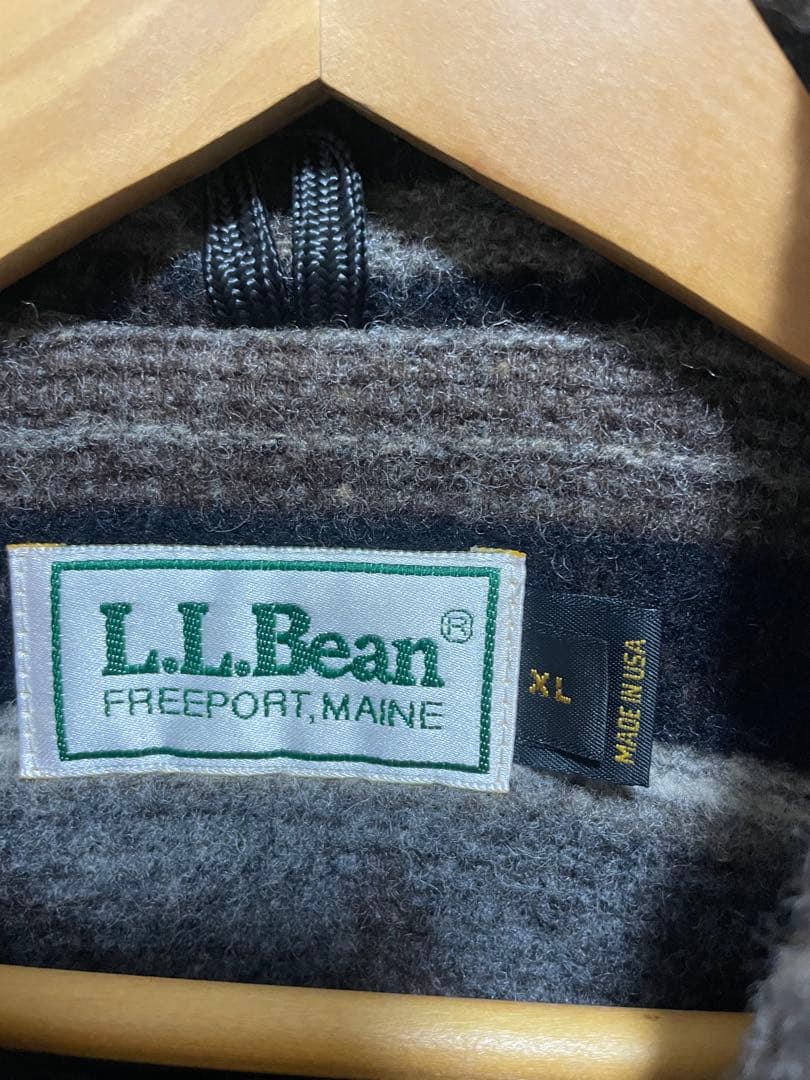 L.L.Bean®
FREEPORT, MAINE
XL
MADE IN USA